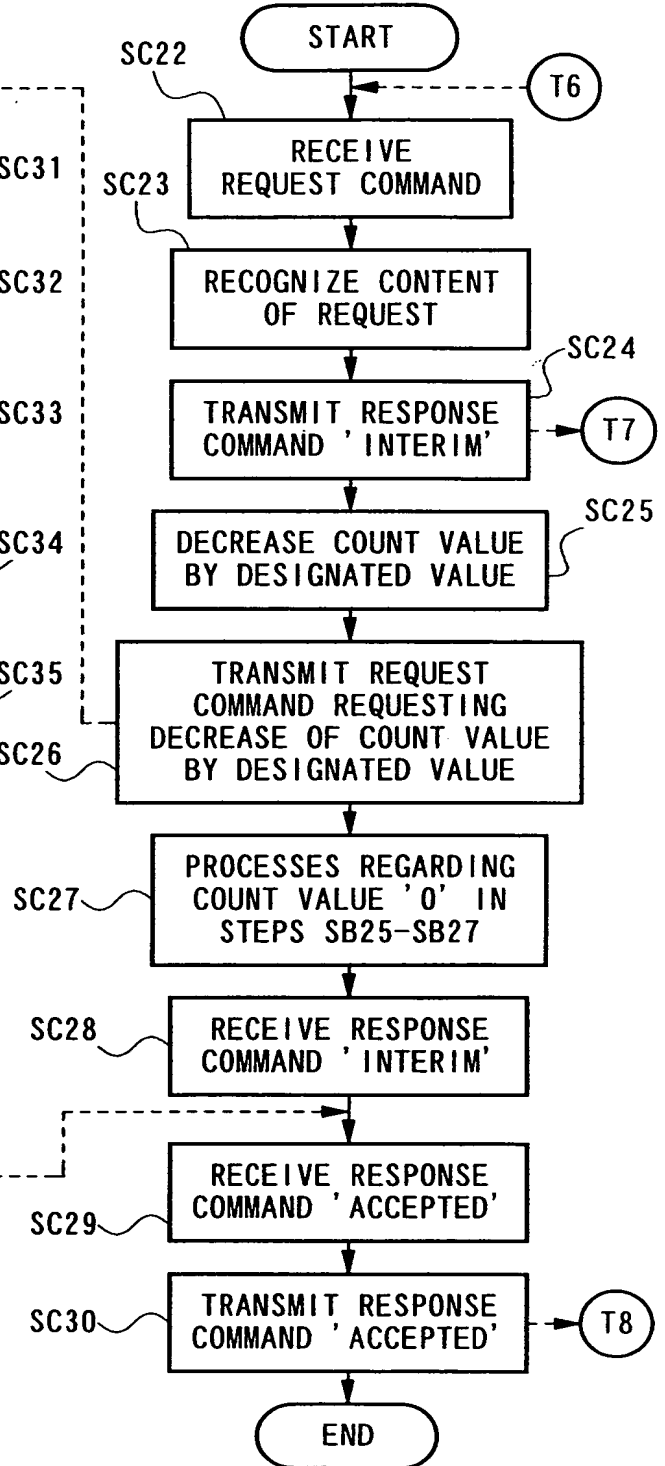 START
SC22
T6
SC31
RECEIVE
REQUEST COMMAND
SC23
SC32
RECOGNIZE CONTENT
OF REQUEST
SC24
SC33
TRANSMIT RESPONSE
COMMAND 'INTERIM'
T7
SC25
SC34
DECREASE COUNT VALUE
BY DESIGNATED VALUE
SC35
TRANSMIT REQUEST
COMMAND REQUESTING
DECREASE OF COUNT VALUE
BY DESIGNATED VALUE
SC26
PROCESSES REGARDING
COUNT VALUE '0' IN
STEPS SB25-SB27
SC27
SC28
RECEIVE RESPONSE
COMMAND 'INTERIM'
RECEIVE RESPONSE
COMMAND 'ACCEPTED'
SC29
TRANSMIT RESPONSE
COMMAND 'ACCEPTED'
SC30
T8
END